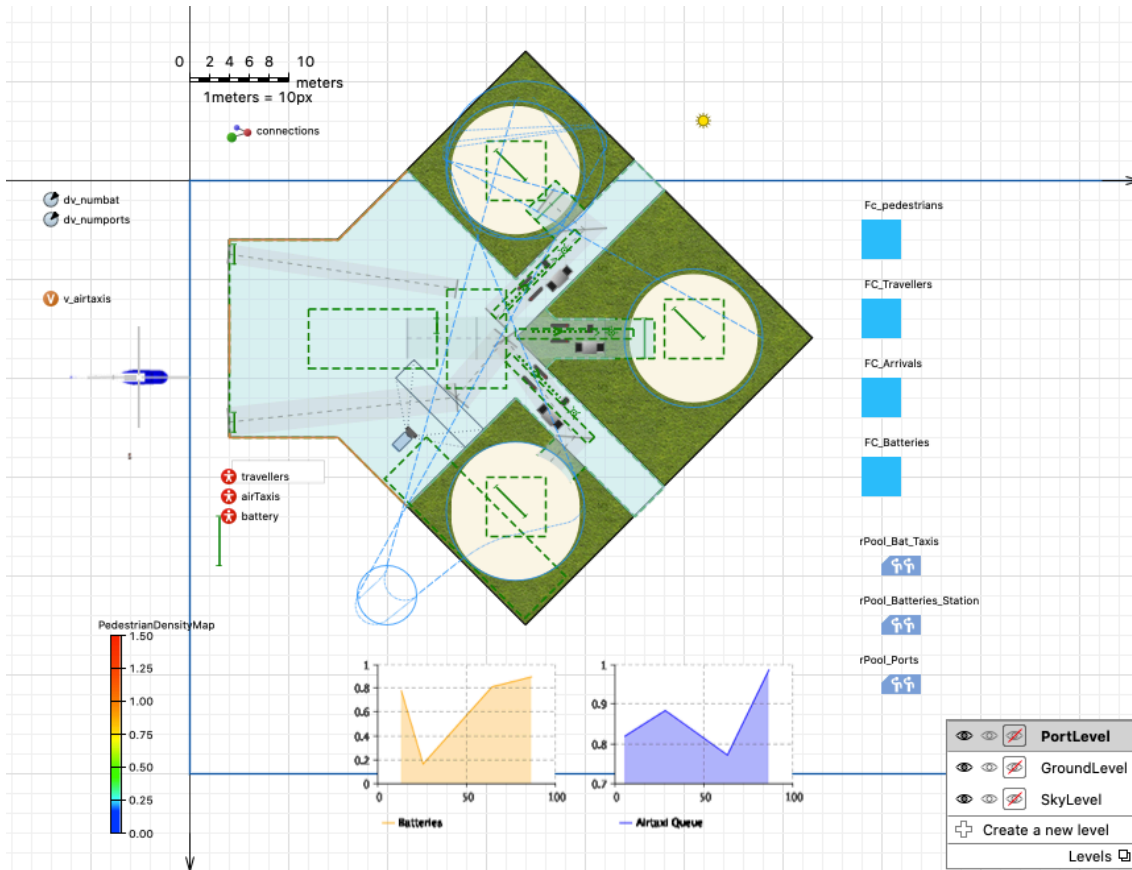 0 2 4 6 8 10
meters
1meters = 10px
connections
dv_numbat
dv_numports
V v_airtaxis
travellers
airTaxis
battery
Fc_pedestrians
FC_Travellers
FC_Arrivals
FC_Batteries
rPool_Bat_Taxis
rPool_Batteries_Station
rPool_Ports
PedestrianDensityMap
1.50
1.25
1.00
0.75
0.50
0.25
0.00
1
0.8
0.6
0.4
0.2
0
0 50 100
Batteries
1
0.9
0.8
0.7
0 50 100
Airtaxi Queue
PortLevel
GroundLevel
SkyLevel
Create a new level
Levels